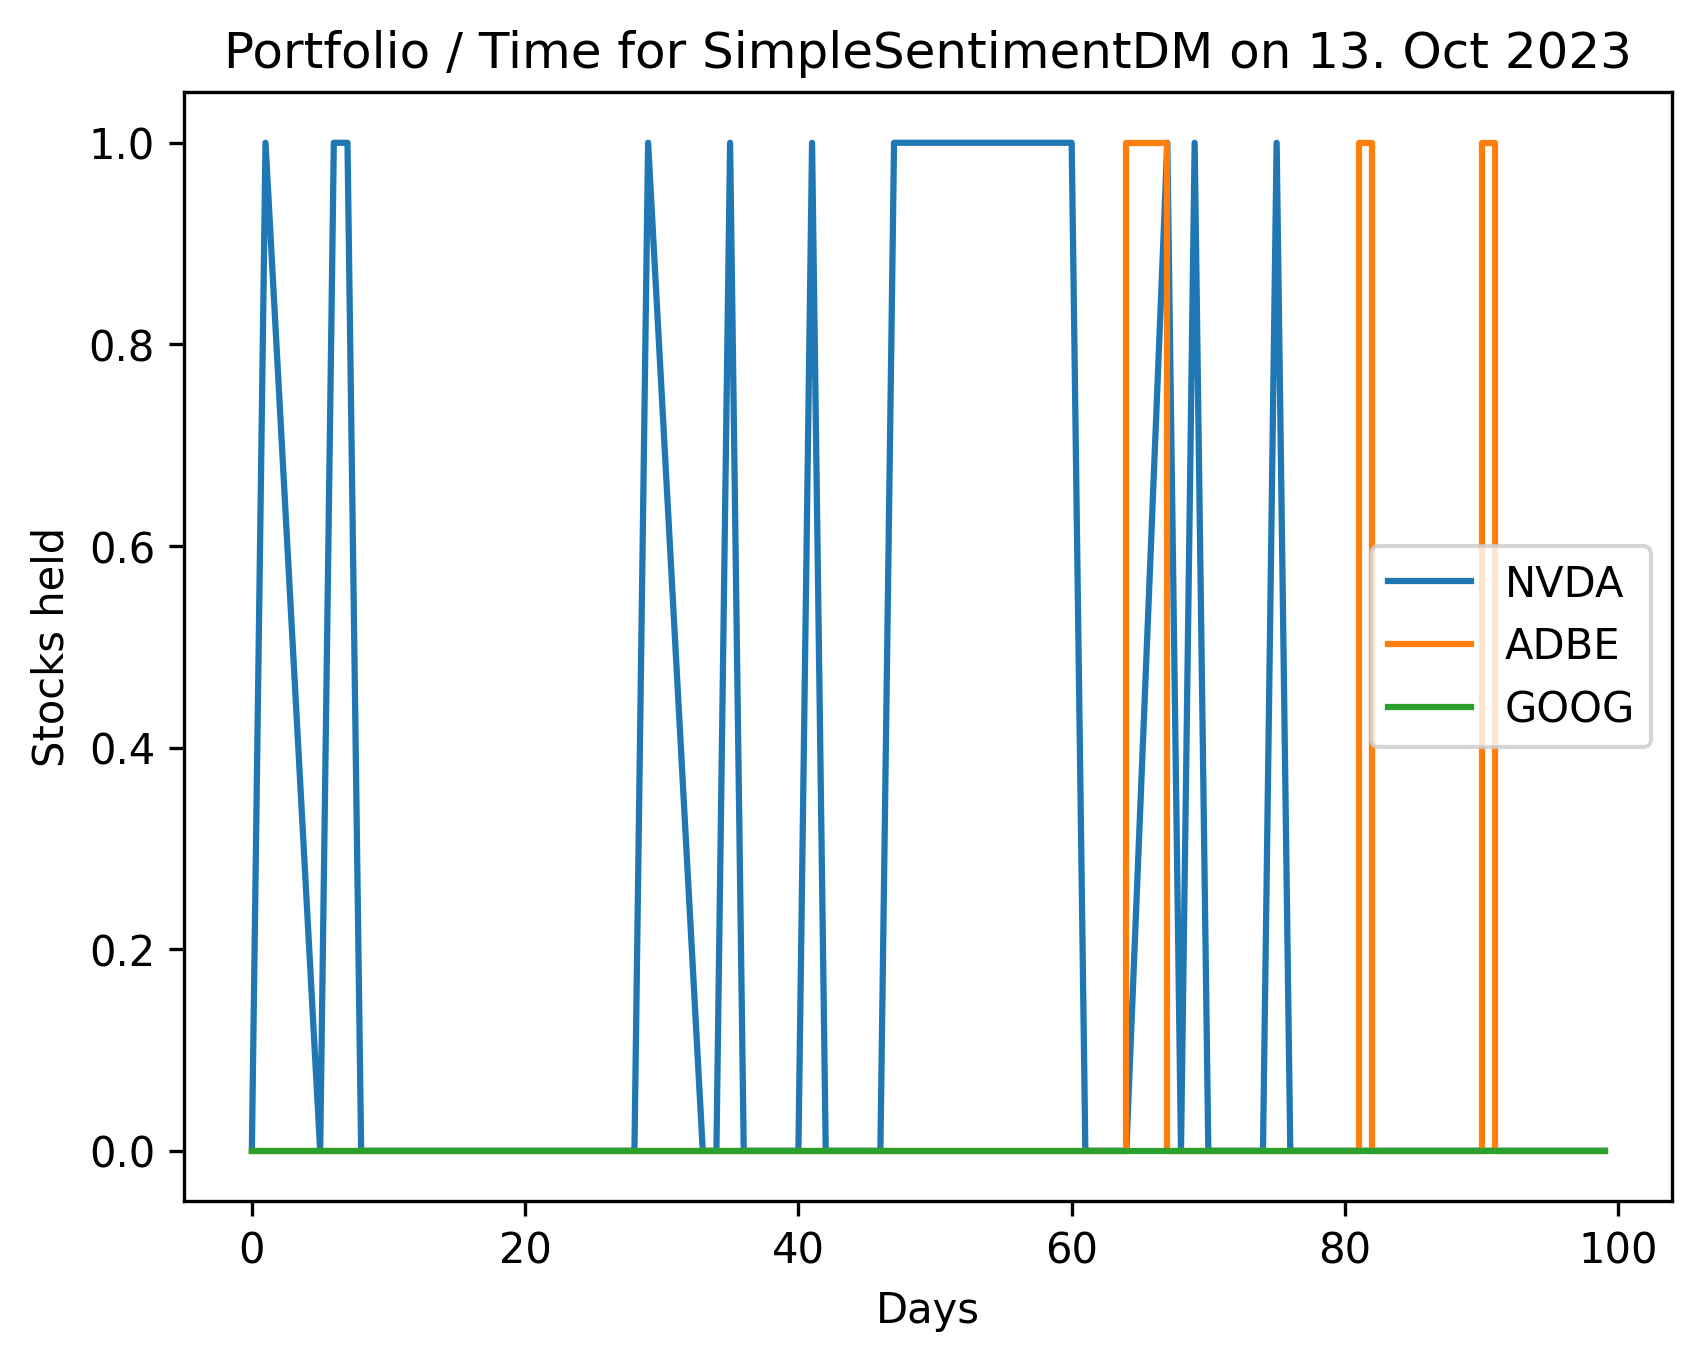 Portfolio / Time for SimpleSentimentDM on 13. Oct 2023
1.0
0.8
0.6
0.4
0.2
0.0
Stocks held
NVDA
ADBE
GOOG
0 20 40 60 80 100
Days